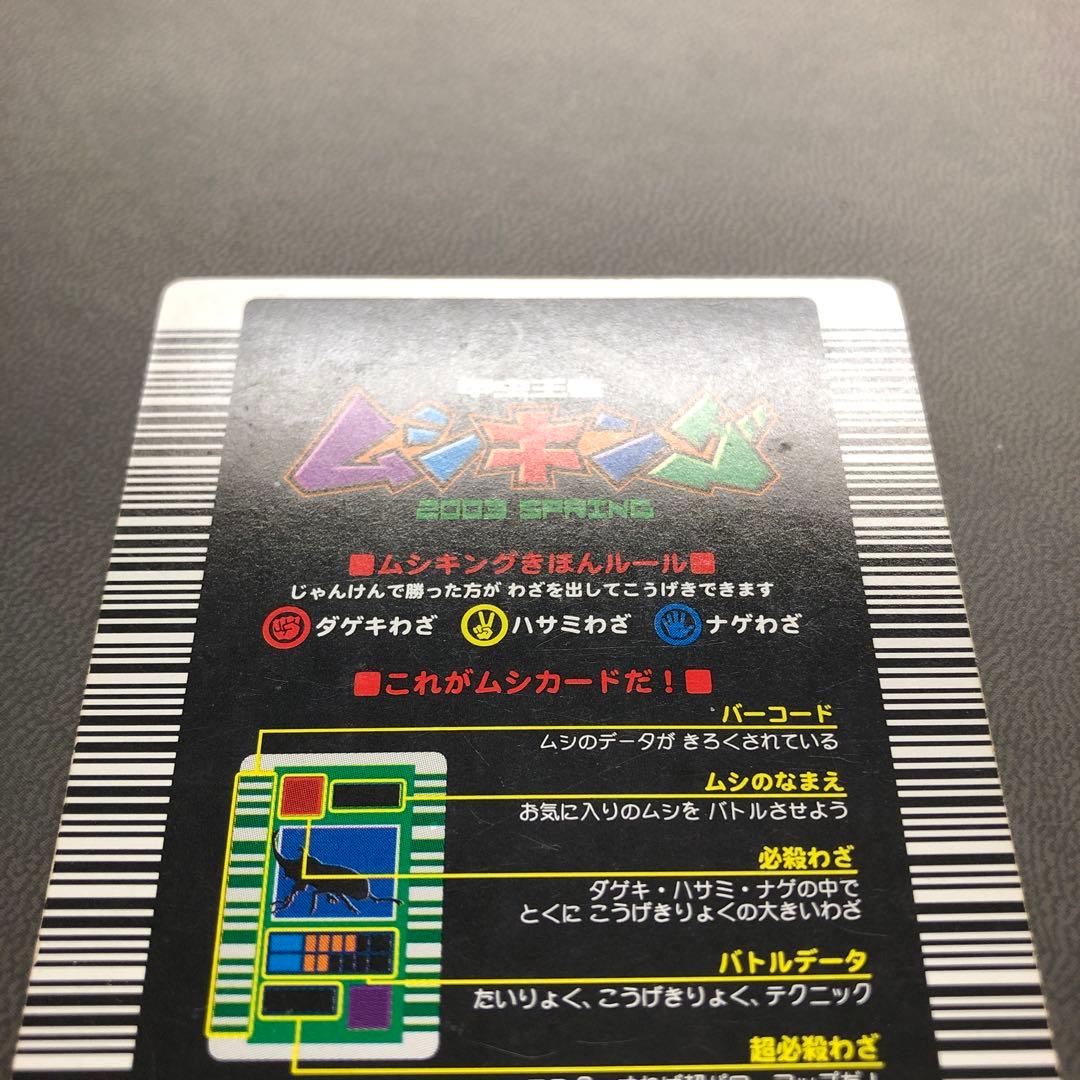 甲虫王者
ムシキング
2003 SPRING
■ムシキングきほんルール■
じゃんけんで勝った方が わざを出してこうげきできます
ダゲキわざ ハサミわざ ナゲわざ
■これがムシカードだ！■
バーコード
ムシのデータが きろくされている
ムシのなまえ
お気に入りのムシを バトルさせよう
必殺わざ
ダゲキ・ハサミ・ナゲの中で
とくに こうげきりょくの大きいわざ
バトルデータ
たいりょく、こうげきりょく、テクニック
超必殺わざ